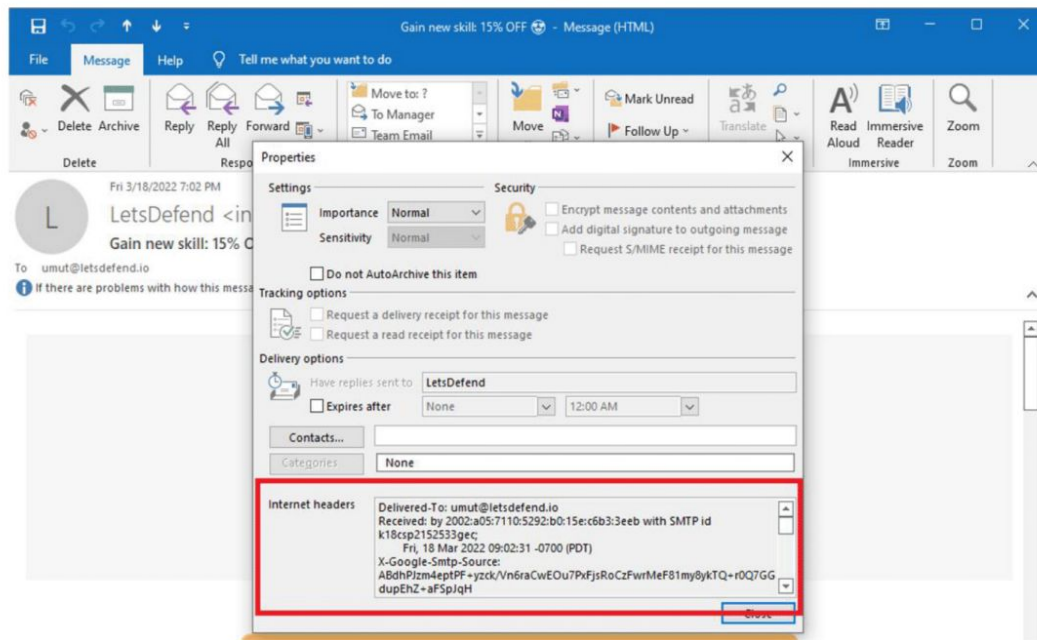 Gain new skill: 15% OFF 🤓 - Message (HTML)
File Message Help Tell me what you want to do
Delete Archive
Reply Reply All Forward
Move to: ?
To Manager
Team Email
Move
Mark Unread
Follow Up
Translate
Read Aloud
Immersive Reader
Zoom
Delete
Respo
Immersive
Zoom
Fri 3/18/2022 7:02 PM
L
LetsDefend <in
Gain new skill: 15% O
To umut@letsdefend.io
If there are problems with how this messa
Properties
Settings
Security
Importance Normal
Sensitivity Normal
Encrypt message contents and attachments
Add digital signature to outgoing message
Request S/MIME receipt for this message
Do not AutoArchive this item
Tracking options
Request a delivery receipt for this message
Request a read receipt for this message
Delivery options
Have replies sent to LetsDefend
Expires after None 12:00 AM
Contacts...
Categories None
Internet headers
Delivered-To: umut@letsdefend.io
Received: by 2002:a05:7110:5292:b0:15e:c6b3:3eeb with SMTP id
k18csp2152533gec;
Fri, 18 Mar 2022 09:02:31 -0700 (PDT)
X-Google-Smtp-Source:
ABdhPJzm4eptPF+yzck/Vn6raCwEOu7PxFjsRoCzFwrMeF81my8ykTQ+r0Q7GG
dupEhZ+aFSpJqH
Close